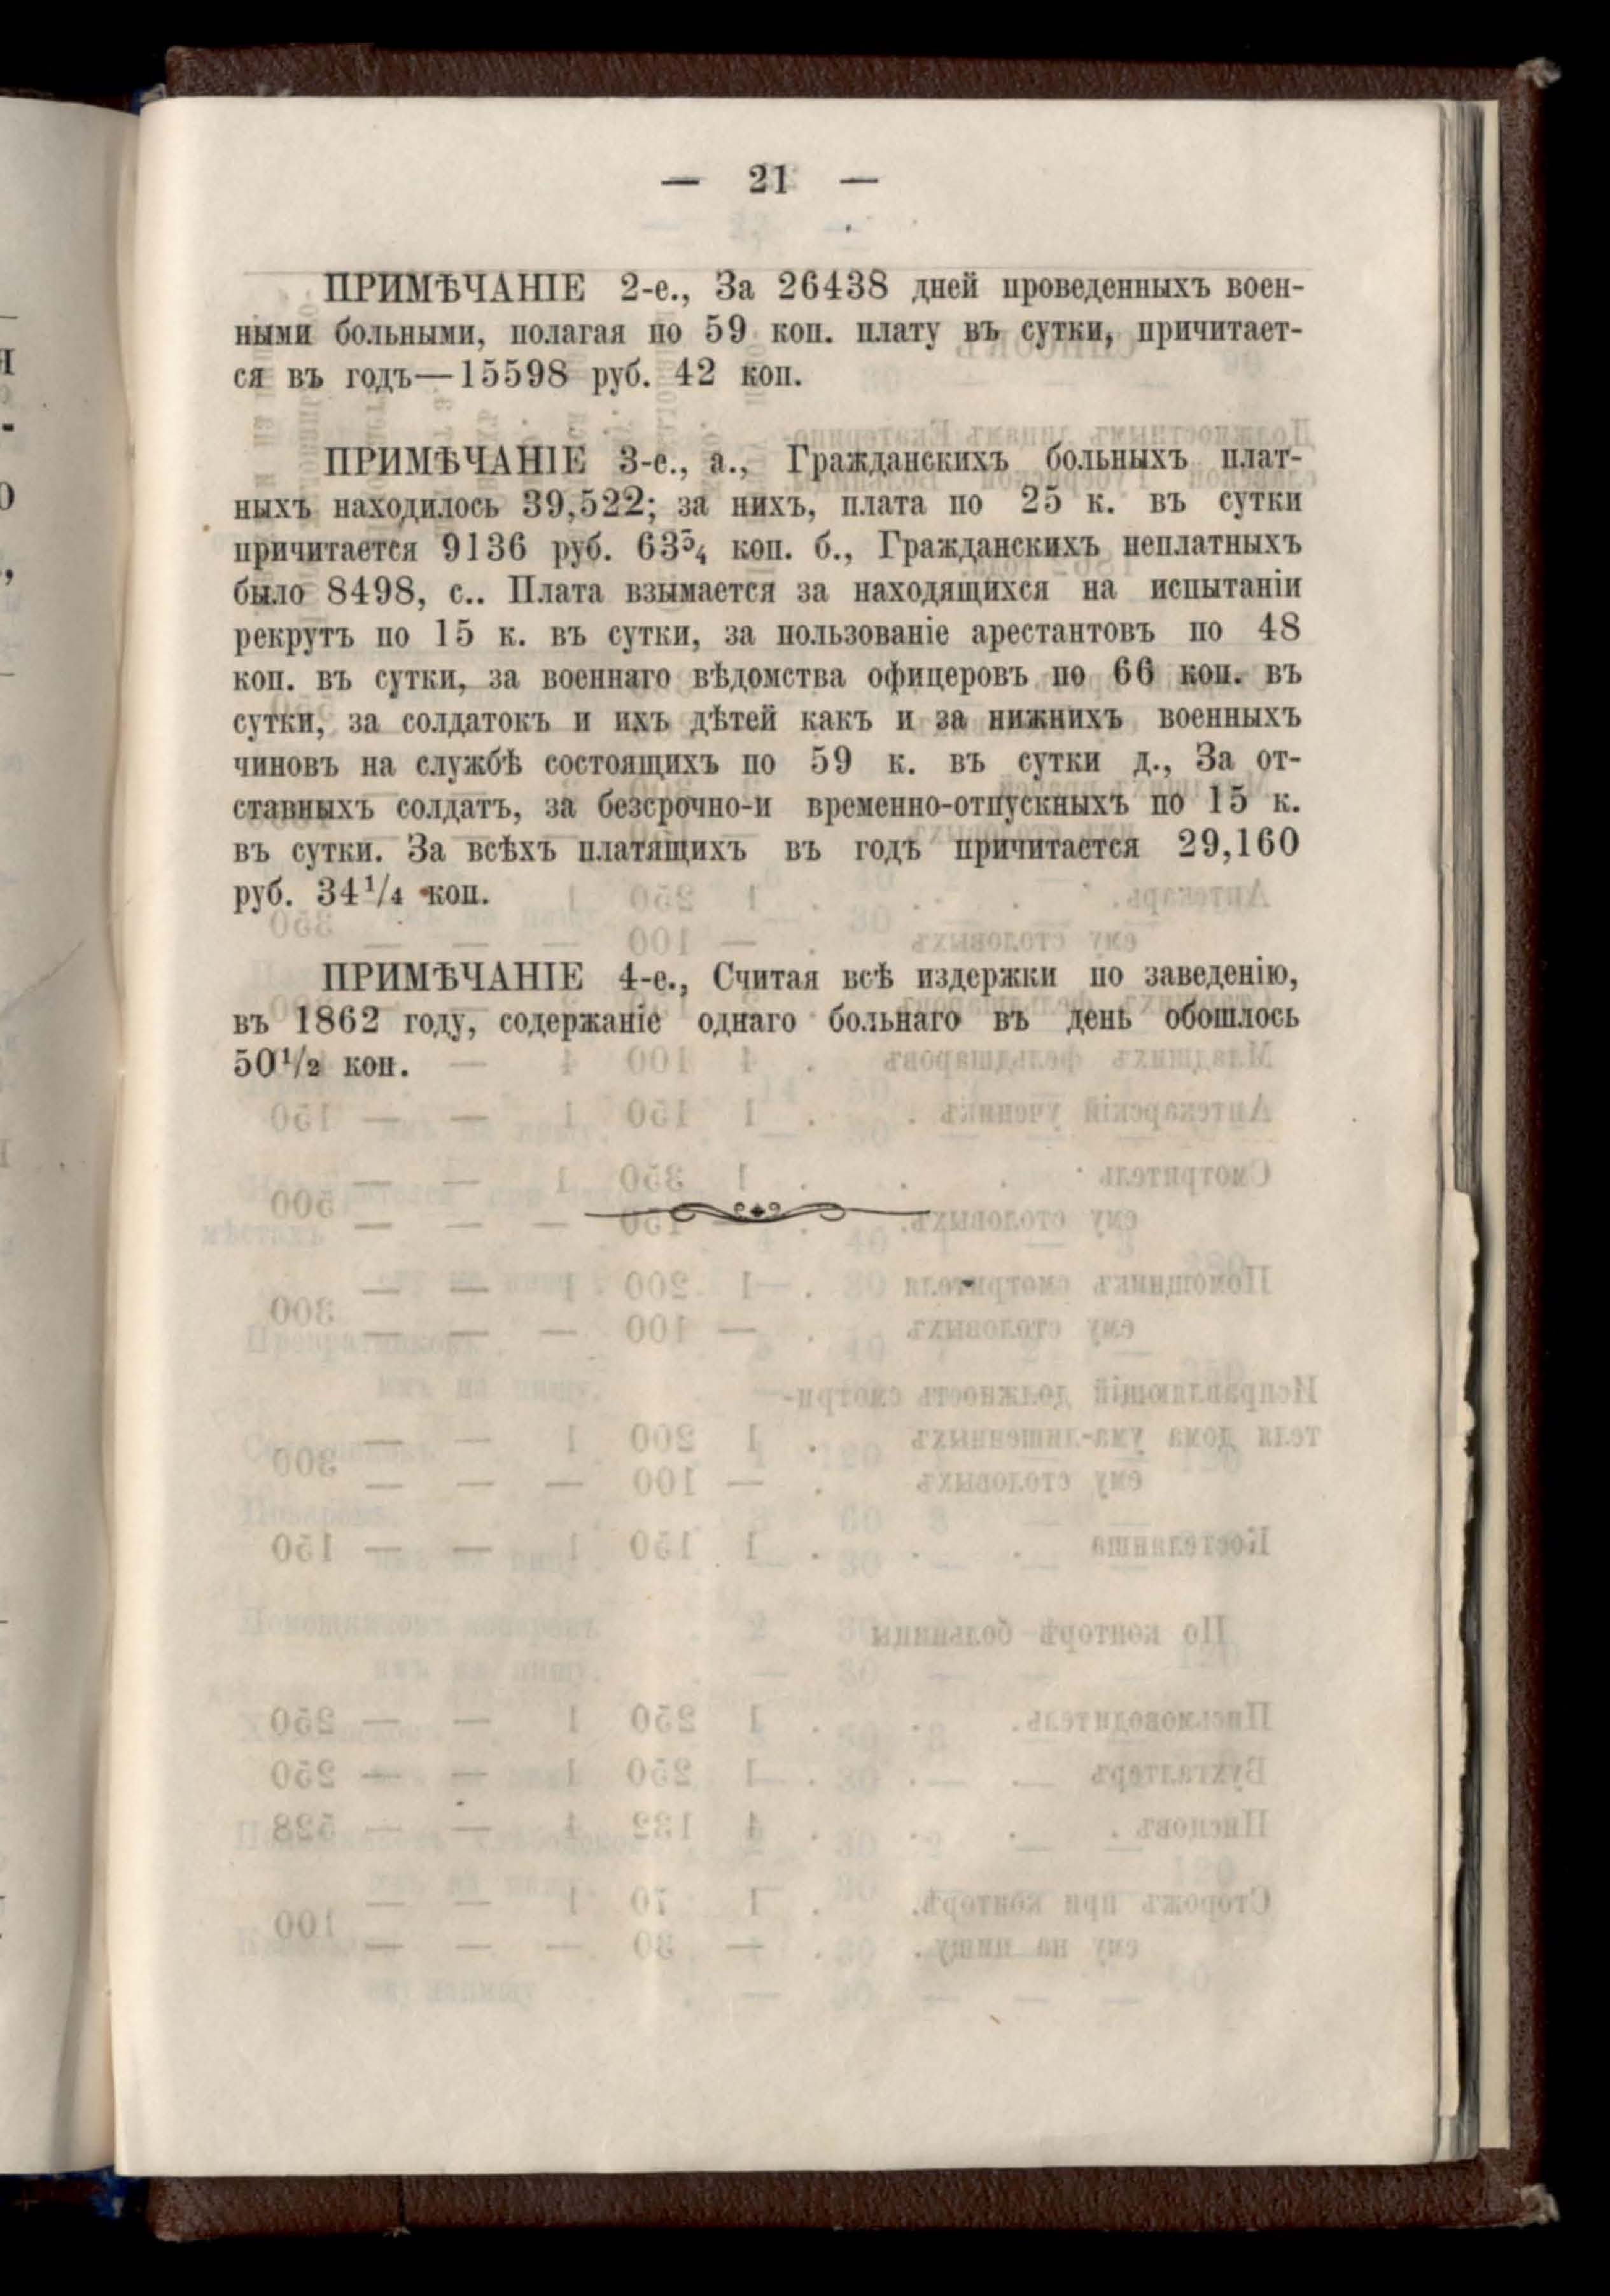 — 21 —
ПРИМѢЧАНІЕ 2-е., За 26438 дней проведенныхъ воен-
ными больными, полагая по 59 коп. плату въ сутки, причитает-
ся въ годъ—15598 руб. 42 коп.
ПРИМѢЧАНІЕ 3-е., а., Гражданскихъ больныхъ плат-
ныхъ находилось 39,522; за нихъ, плата по 25 к. въ сутки
причитается 9136 руб. 63¾ коп. б., Гражданскихъ неплатныхъ
было 8498, с.. Плата взымается за находящихся на испытаніи
рекрутъ по 15 к. въ сутки, за пользованіе арестантовъ по 48
коп. въ сутки, за военнаго вѣдомства офицеровъ по 66 коп. въ
сутки, за солдатокъ и ихъ дѣтей какъ и за нижнихъ военныхъ
чиновъ на службѣ состоящихъ по 59 к. въ сутки д., За от-
ставныхъ солдатъ, за безсрочно-и временно-отпускныхъ по 15 к.
въ сутки. За всѣхъ платящихъ въ годъ причитается 29,160
руб. 34¹/₄ коп.
ПРИМѢЧАНІЕ 4-е., Считая всѣ издержки по заведенію,
въ 1862 году, содержаніе однаго больнаго въ день обошлось
50¹/₂ коп.